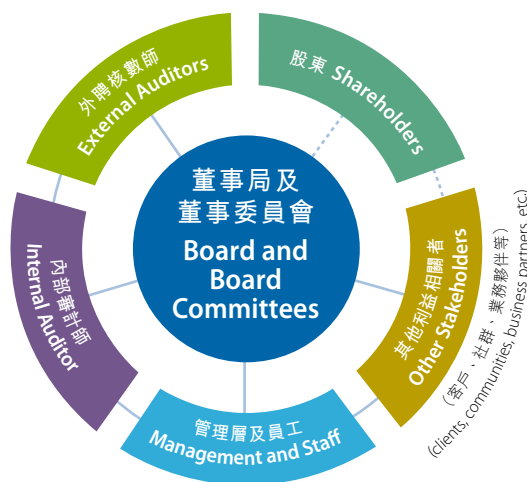 外聘核數師
External Auditors
股東 Shareholders
董事局及
董事委員會
Board and
Board
Committees
內部審計師
Internal Auditor
其他利益相關者
Other Stakeholders
（客戶、社群、業務夥伴等）
(clients, communities, business partners, etc.)
管理層及員工
Management and Staff